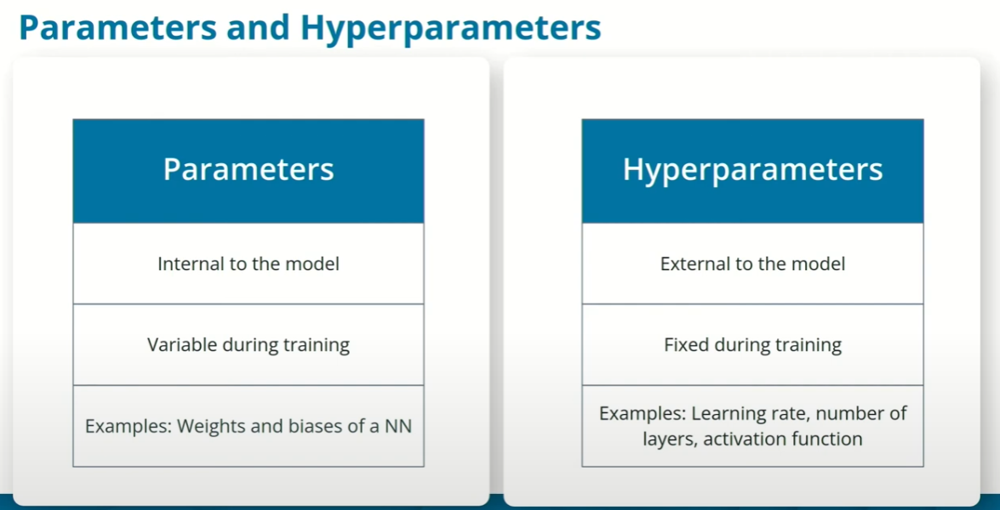 Parameters and Hyperparameters
Parameters
Internal to the model
Variable during training
Examples: Weights and biases of a NN
Hyperparameters
External to the model
Fixed during training
Examples: Learning rate, number of
layers, activation function